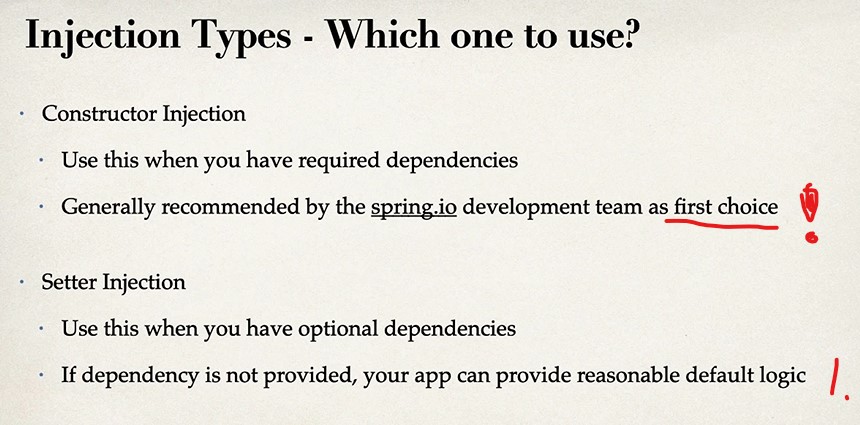 Injection Types - Which one to use?
· Constructor Injection
· Use this when you have required dependencies
· Generally recommended by the spring.io development team as first choice !
· Setter Injection
· Use this when you have optional dependencies
· If dependency is not provided, your app can provide reasonable default logic !